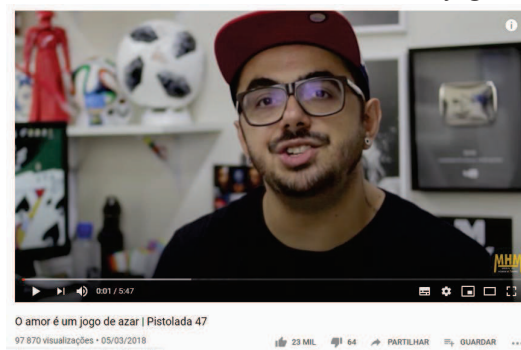 MHM
0:01 / 5:47
O amor é um jogo de azar | Pistolada 47
97 870 visualizações • 05/03/2018
23 MIL 64 PARTILHAR GUARDAR